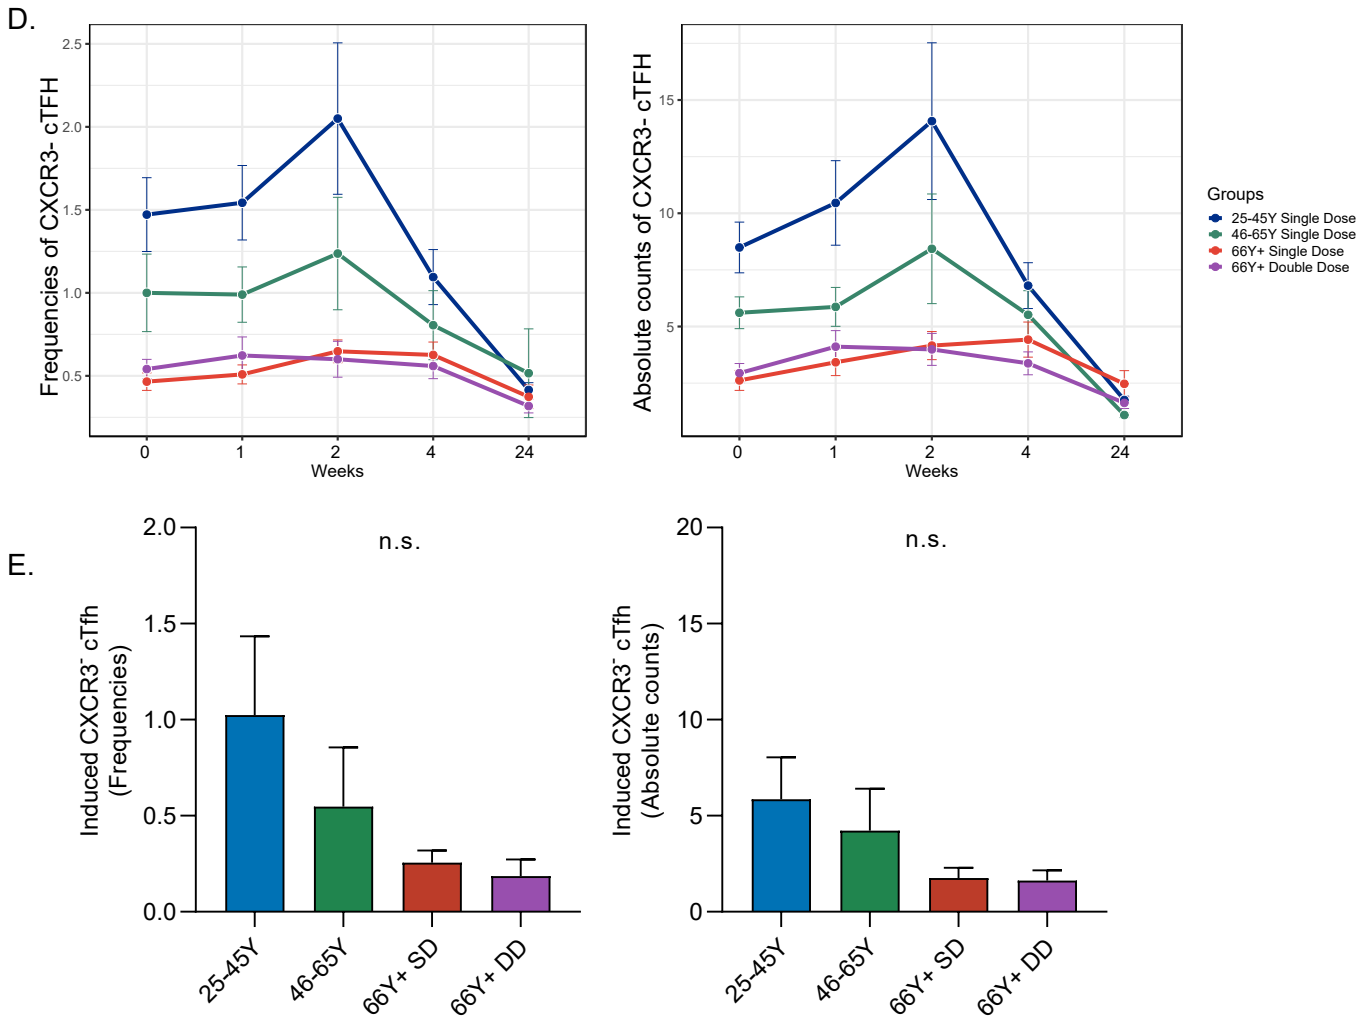 D.
Frequencies of CXCR3- cTFH
2.5
2.0
1.5
1.0
0.5
0 1 2 4 24
Weeks
Absolute counts of CXCR3- cTFH
15
10
5
0 1 2 4 24
Weeks
Groups
25-45Y Single Dose
46-65Y Single Dose
66Y+ Single Dose
66Y+ Double Dose
E.
Induced CXCR3⁻ cTfh
(Frequencies)
2.0
1.5
1.0
0.5
0.0
n.s.
25-45Y
46-65Y
66Y+ SD
66Y+ DD
Induced CXCR3⁻ cTfh
(Absolute counts)
20
15
10
5
0
n.s.
25-45Y
46-65Y
66Y+ SD
66Y+ DD